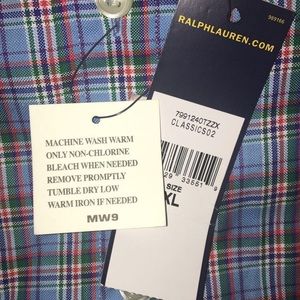 RALPHLAUREN.COM
7991240TZZX
CLASSICS02
SIZE
XL
MACHINE WASH WARM
ONLY NON-CHLORINE
BLEACH WHEN NEEDED
REMOVE PROMPTLY
TUMBLE DRY LOW
WARM IRON IF NEEDED
MW9